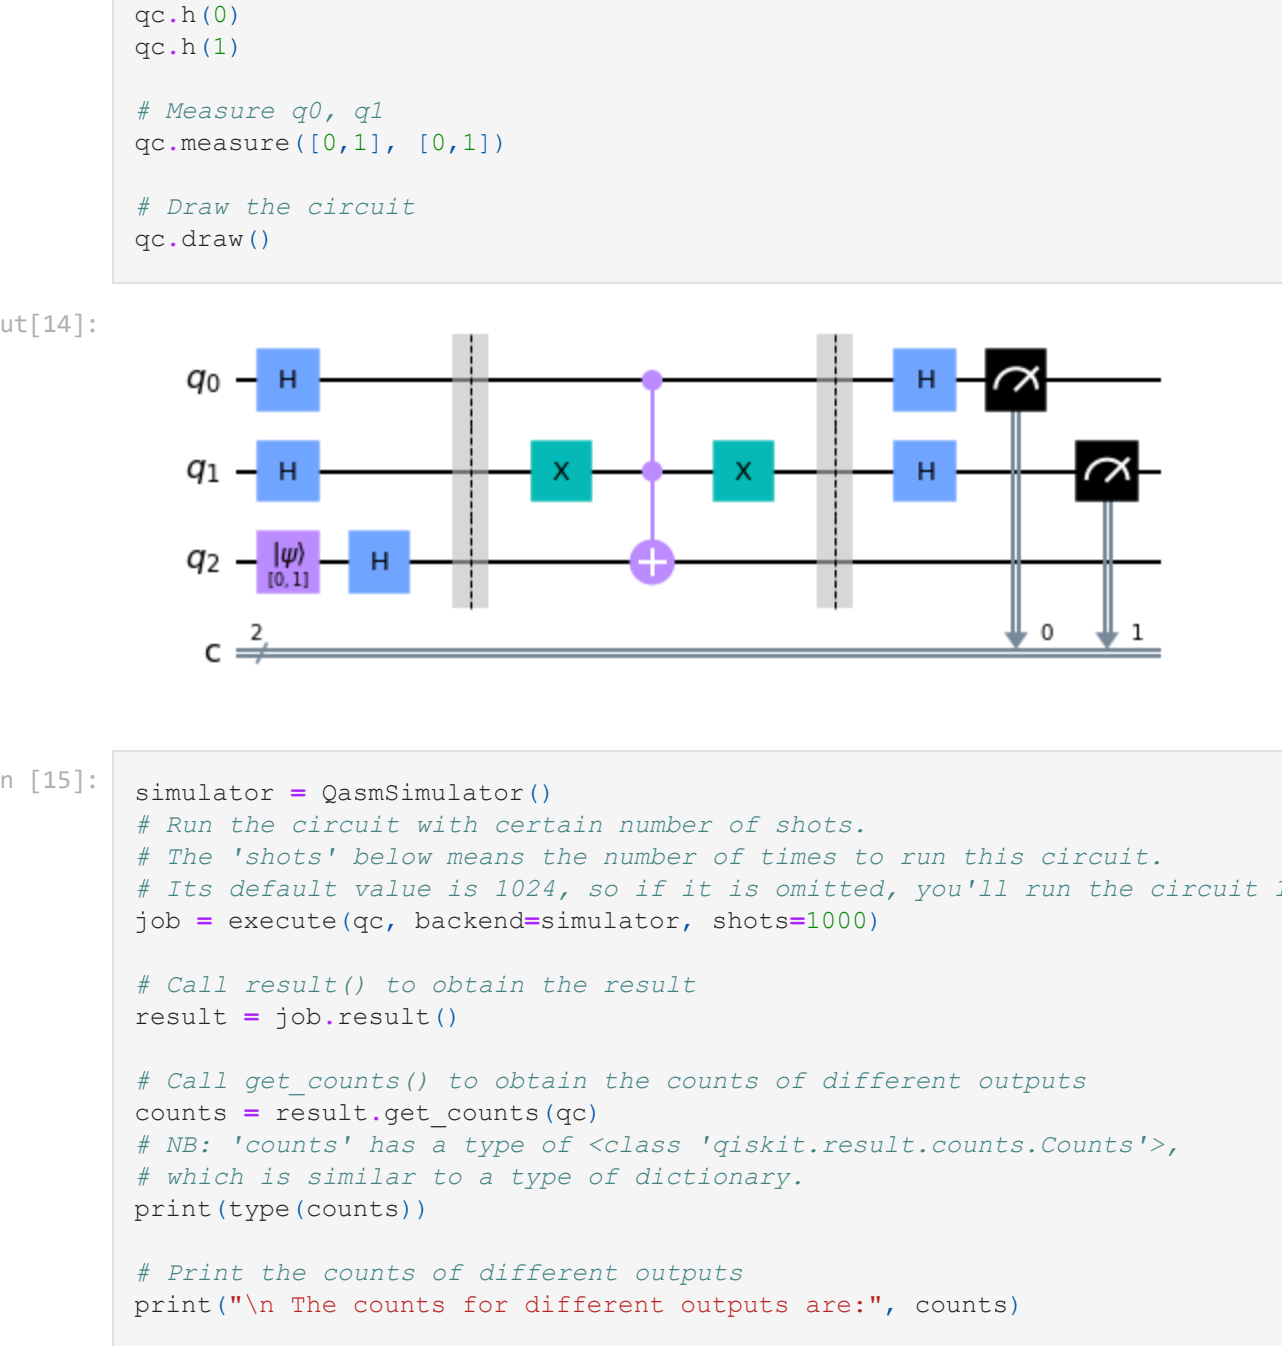 qc.h(0)
qc.h(1)
# Measure q0, q1
qc.measure([0,1], [0,1])
# Draw the circuit
qc.draw()
ut[14]:
q0 H H
q1 H X X H
q2 |ψ⟩ [0, 1] H
c 2 0 1
n [15]:
simulator = QasmSimulator()
# Run the circuit with certain number of shots.
# The 'shots' below means the number of times to run this circuit.
# Its default value is 1024, so if it is omitted, you'll run the circuit 1
job = execute(qc, backend=simulator, shots=1000)
# Call result() to obtain the result
result = job.result()
# Call get_counts() to obtain the counts of different outputs
counts = result.get_counts(qc)
# NB: 'counts' has a type of <class 'qiskit.result.counts.Counts'>,
# which is similar to a type of dictionary.
print(type(counts))
# Print the counts of different outputs
print("\n The counts for different outputs are:", counts)